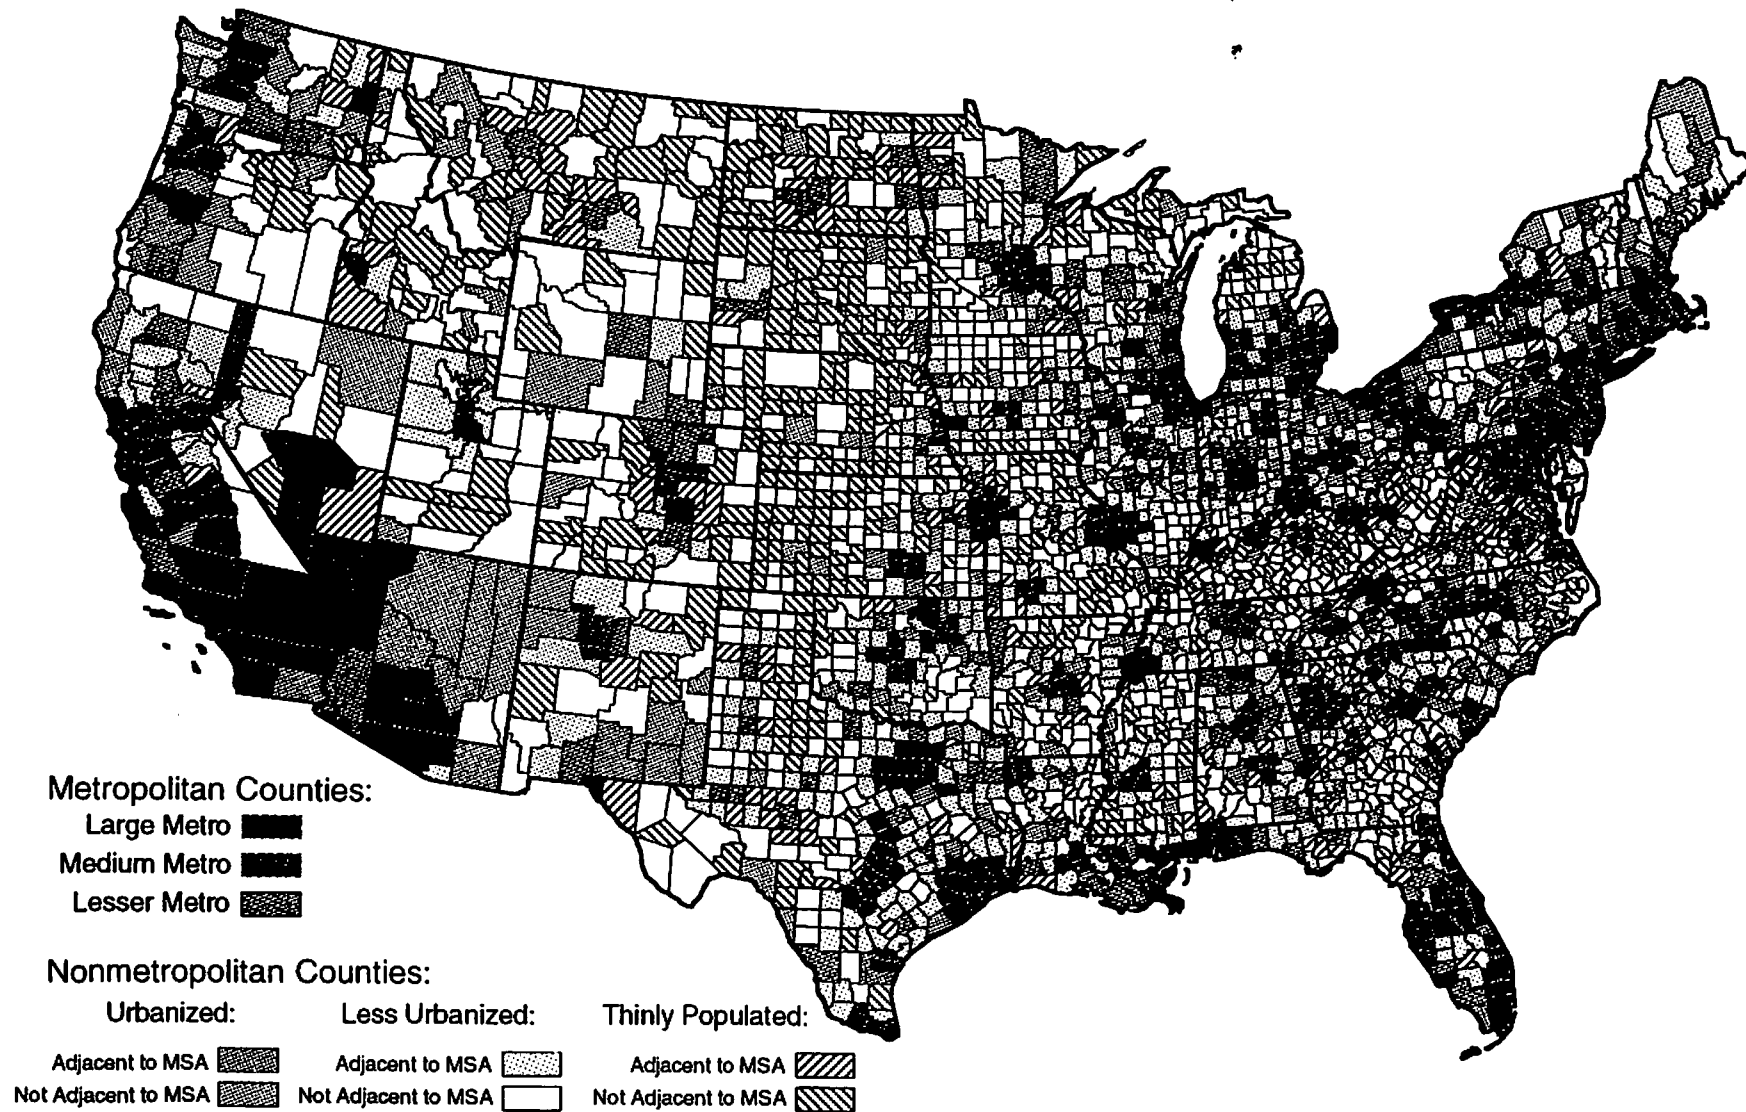 Metropolitan Counties:
Large Metro
Medium Metro
Lesser Metro
Nonmetropolitan Counties:
Urbanized: Less Urbanized: Thinly Populated:
Adjacent to MSA Adjacent to MSA Adjacent to MSA
Not Adjacent to MSA Not Adjacent to MSA Not Adjacent to MSA